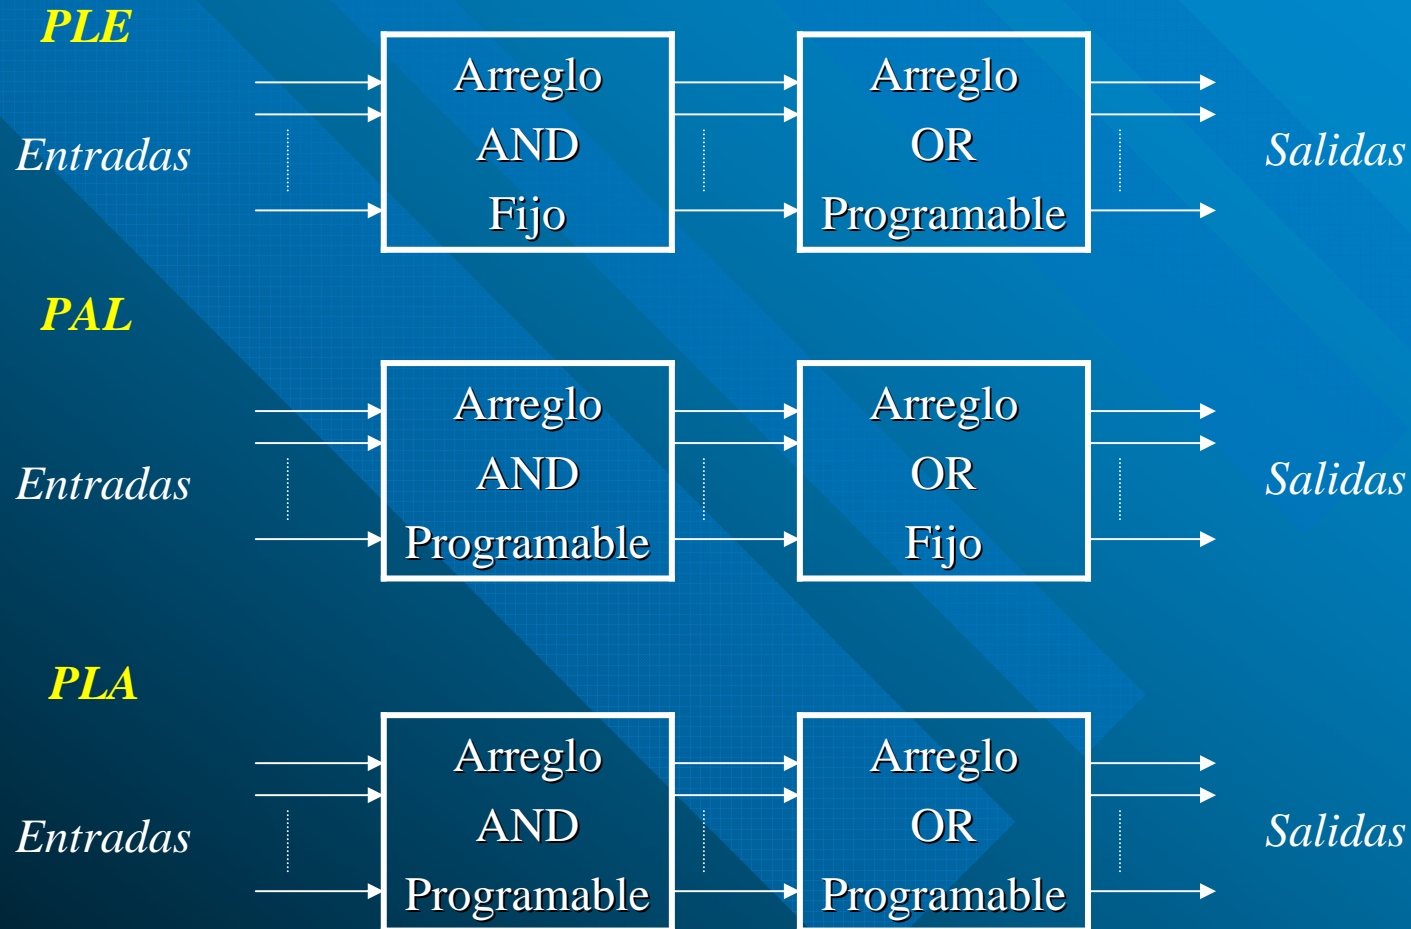 PLE
Entradas
Arreglo
AND
Fijo
Arreglo
OR
Programable
Salidas
PAL
Entradas
Arreglo
AND
Programable
Arreglo
OR
Fijo
Salidas
PLA
Entradas
Arreglo
AND
Programable
Arreglo
OR
Programable
Salidas